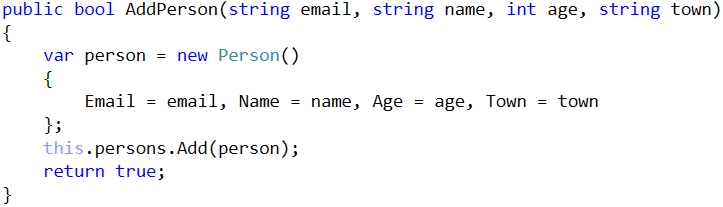 public bool AddPerson(string email, string name, int age, string town)
{
    var person = new Person()
    {
        Email = email, Name = name, Age = age, Town = town
    };
    this.persons.Add(person);
    return true;
}